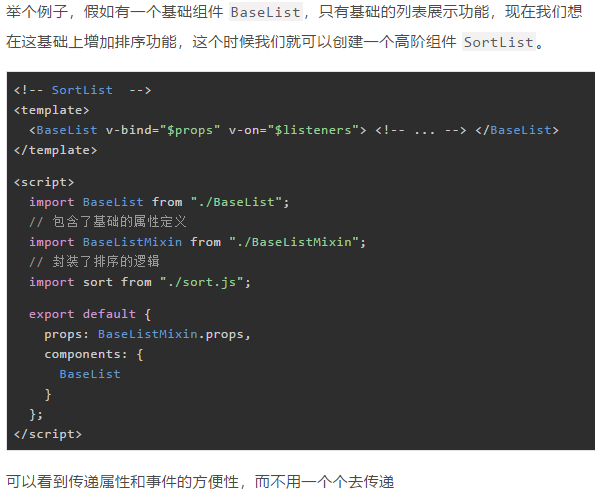 举个例子，假如有一个基础组件 BaseList，只有基础的列表展示功能，现在我们想
在这基础上增加排序功能，这个时候我们就可以创建一个高阶组件 SortList。
<!-- SortList  -->
<template>
  <BaseList v-bind="$props" v-on="$listeners"> <!-- ... --> </BaseList>
</template>
<script>
  import BaseList from "./BaseList";
  // 包含了基础的属性定义
  import BaseListMixin from "./BaseListMixin";
  // 封装了排序的逻辑
  import sort from "./sort.js";
  export default {
    props: BaseListMixin.props,
    components: {
      BaseList
    }
  };
</script>
可以看到传递属性和事件的方便性，而不用一个个去传递